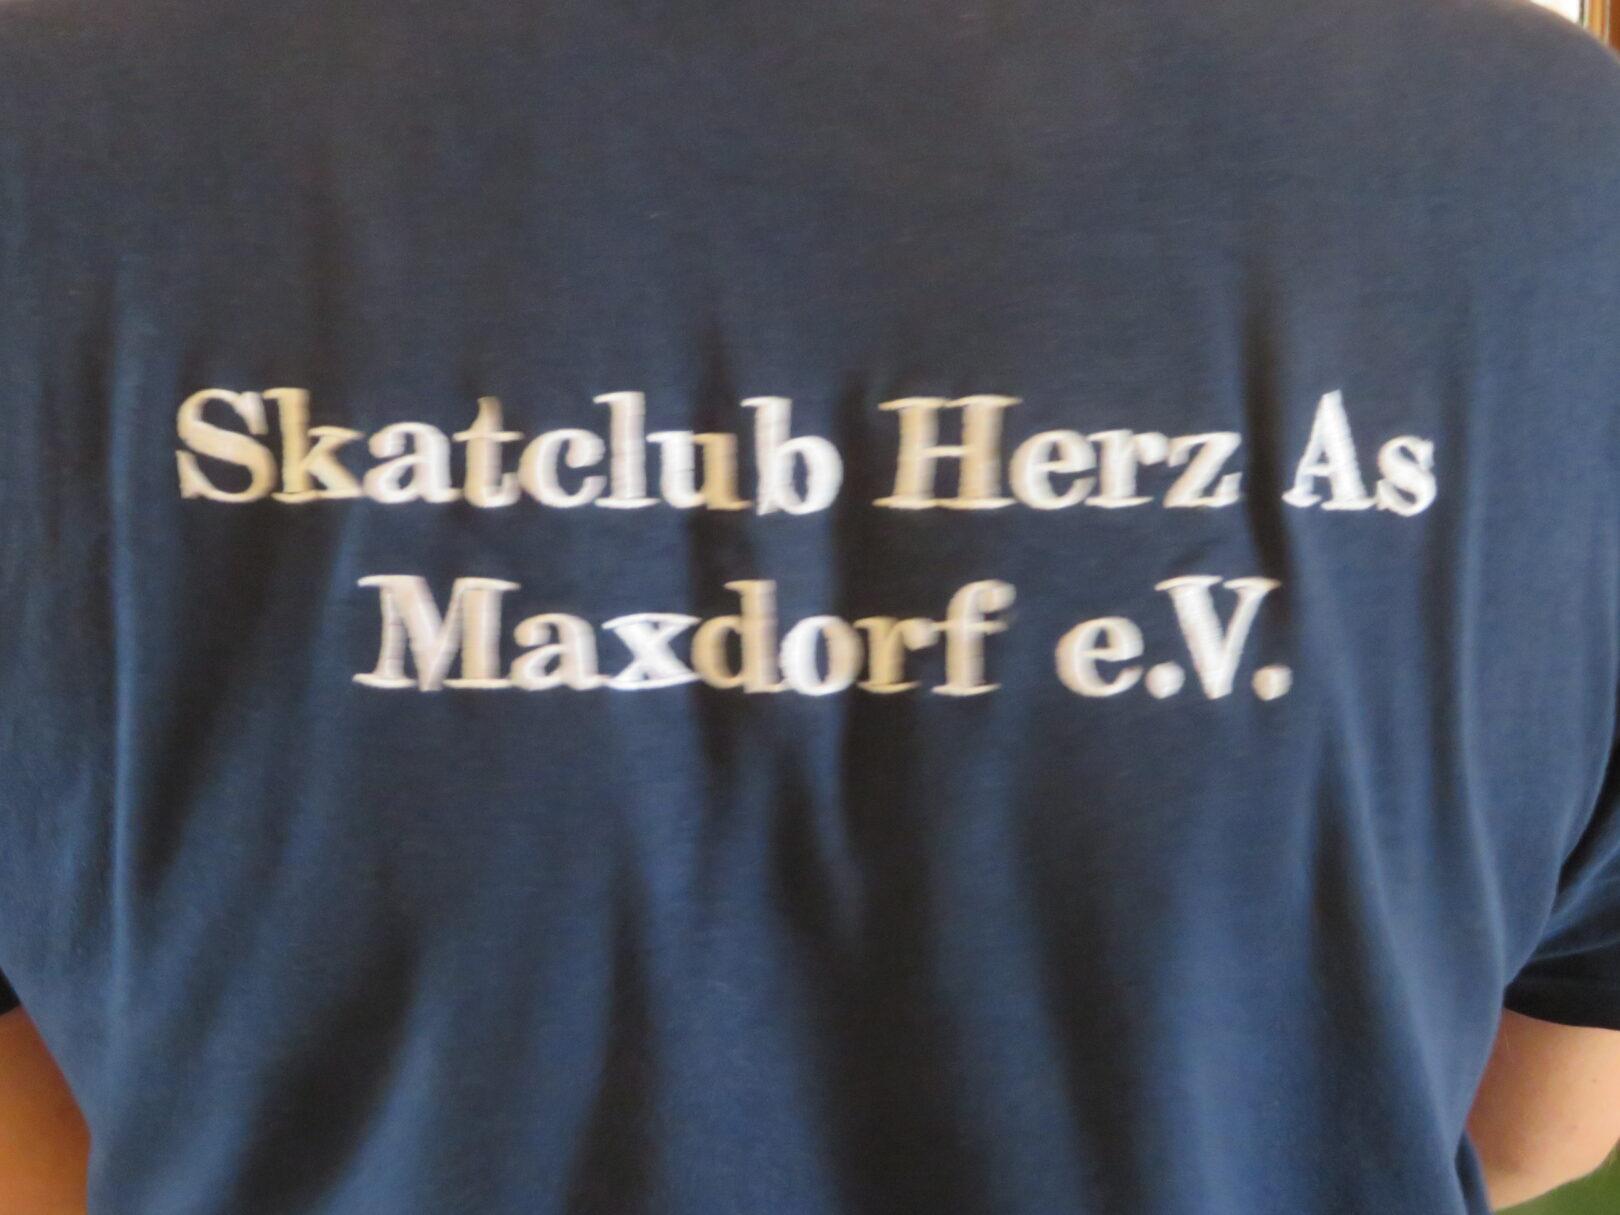 Skatclub Herz As
Maxdorf e.V.